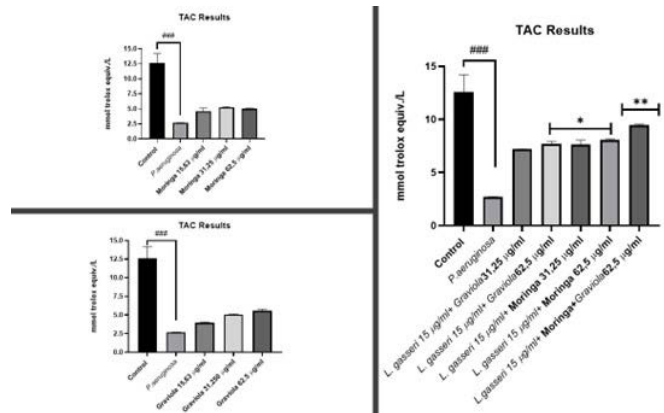 TAC Results
###
mmol trolox equiv./L
15.0
12.5
10.0
7.5
5.0
2.5
0.0
Control
P.aeruginosa
Moringa 15,63 µg/ml
Moringa 31,25 µg/ml
Moringa 62,5 µg/ml
TAC Results
###
mmol trolox equiv./L
15.0
12.5
10.0
7.5
5.0
2.5
0.0
Control
P.aeruginosa
Graviola 15,63 µg/ml
Graviola 31,250 µg/ml
Graviola 62.5 µg/ml
TAC Results
###
*
**
mmol trolox equiv./L
15
10
5
0
Control
P.aeruginosa
L. gasseri 15 µg/ml+ Graviola31,25 µg/ml
L. gasseri 15 µg/ml+ Graviola62,5 µg/ml
L. gasseri 15 µg/ml+ Moringa 31,25 µg/ml
L. gasseri 15 µg/ml+ Moringa 62,5 µg/ml
L.gasseri 15 µg/ml+ Moringa+Graviola62,5 µg/ml